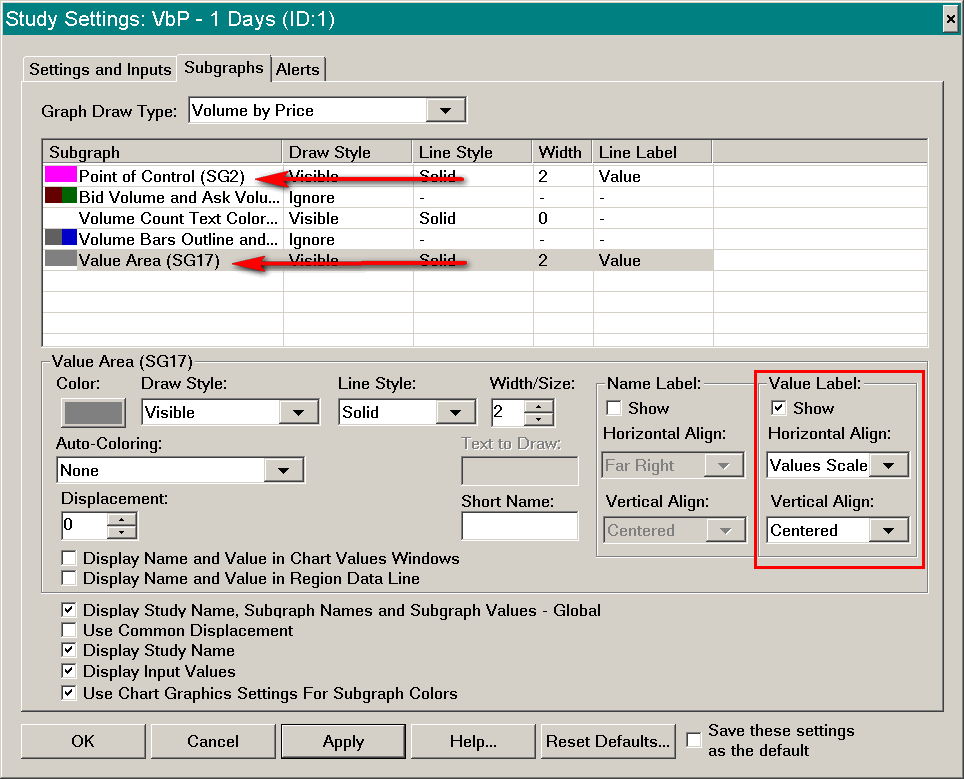 Study Settings: VbP - 1 Days (ID:1)
Settings and Inputs Subgraphs Alerts
Graph Draw Type: Volume by Price
Subgraph Draw Style Line Style Width Line Label
Point of Control (SG2) Visible Solid 2 Value
Bid Volume and Ask Volu... Ignore - - -
Volume Count Text Color... Visible Solid 0 -
Volume Bars Outline and... Ignore - - -
Value Area (SG17) Visible Solid 2 Value
Value Area (SG17)
Color: Draw Style: Line Style: Width/Size: Name Label: Value Label:
Visible Solid 2 Show Show
Auto-Coloring: Text to Draw: Horizontal Align: Horizontal Align:
None Far Right Values Scale
Displacement: Short Name: Vertical Align: Vertical Align:
0 Centered Centered
Display Name and Value in Chart Values Windows
Display Name and Value in Region Data Line
Display Study Name, Subgraph Names and Subgraph Values - Global
Use Common Displacement
Display Study Name
Display Input Values
Use Chart Graphics Settings For Subgraph Colors
OK Cancel Apply Help... Reset Defaults... Save these settings
as the default